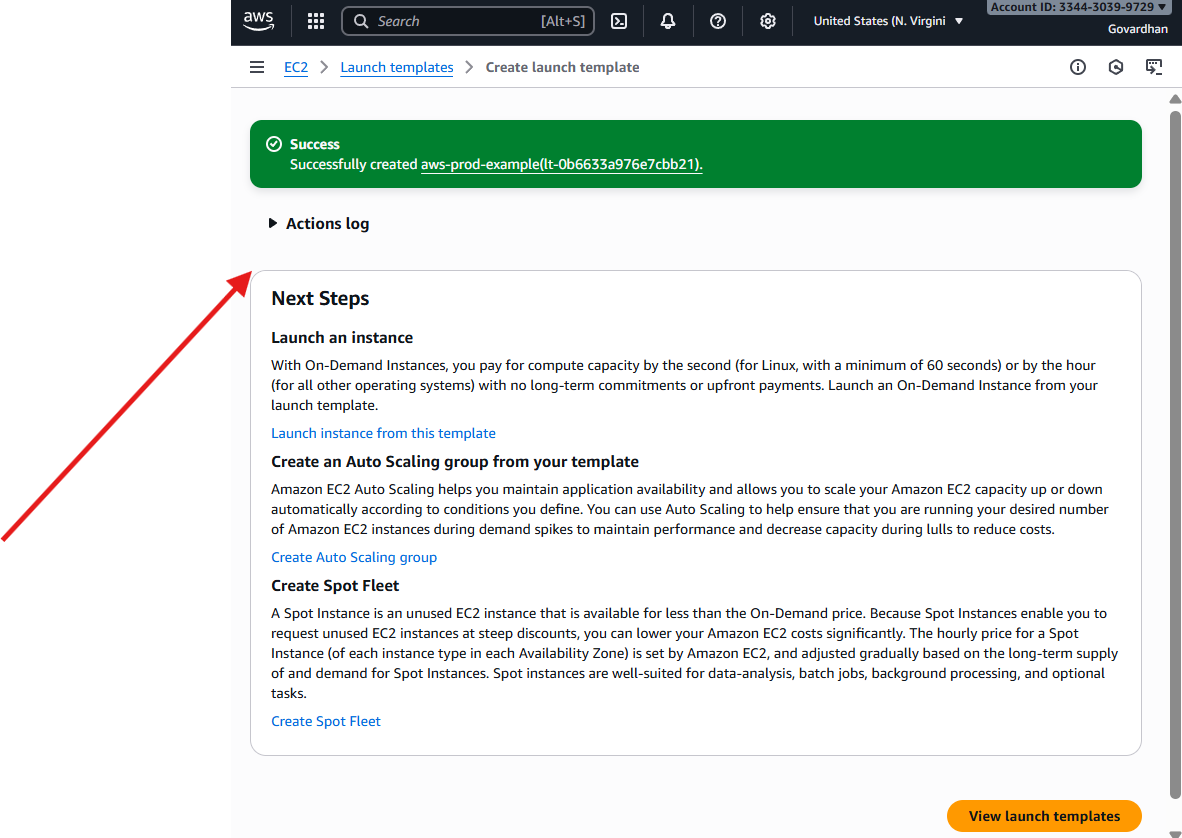 aws
Search [Alt+S]
United States (N. Virgini
Account ID: 3344-3039-9729
Govardhan
EC2 > Launch templates > Create launch template
Success
Successfully created aws-prod-example(lt-0b6633a976e7cbb21).
Actions log
Next Steps
Launch an instance
With On-Demand Instances, you pay for compute capacity by the second (for Linux, with a minimum of 60 seconds) or by the hour
(for all other operating systems) with no long-term commitments or upfront payments. Launch an On-Demand Instance from your
launch template.
Launch instance from this template
Create an Auto Scaling group from your template
Amazon EC2 Auto Scaling helps you maintain application availability and allows you to scale your Amazon EC2 capacity up or down
automatically according to conditions you define. You can use Auto Scaling to help ensure that you are running your desired number
of Amazon EC2 instances during demand spikes to maintain performance and decrease capacity during lulls to reduce costs.
Create Auto Scaling group
Create Spot Fleet
A Spot Instance is an unused EC2 instance that is available for less than the On-Demand price. Because Spot Instances enable you to
request unused EC2 instances at steep discounts, you can lower your Amazon EC2 costs significantly. The hourly price for a Spot
Instance (of each instance type in each Availability Zone) is set by Amazon EC2, and adjusted gradually based on the long-term supply
of and demand for Spot Instances. Spot instances are well-suited for data-analysis, batch jobs, background processing, and optional
tasks.
Create Spot Fleet
View launch templates